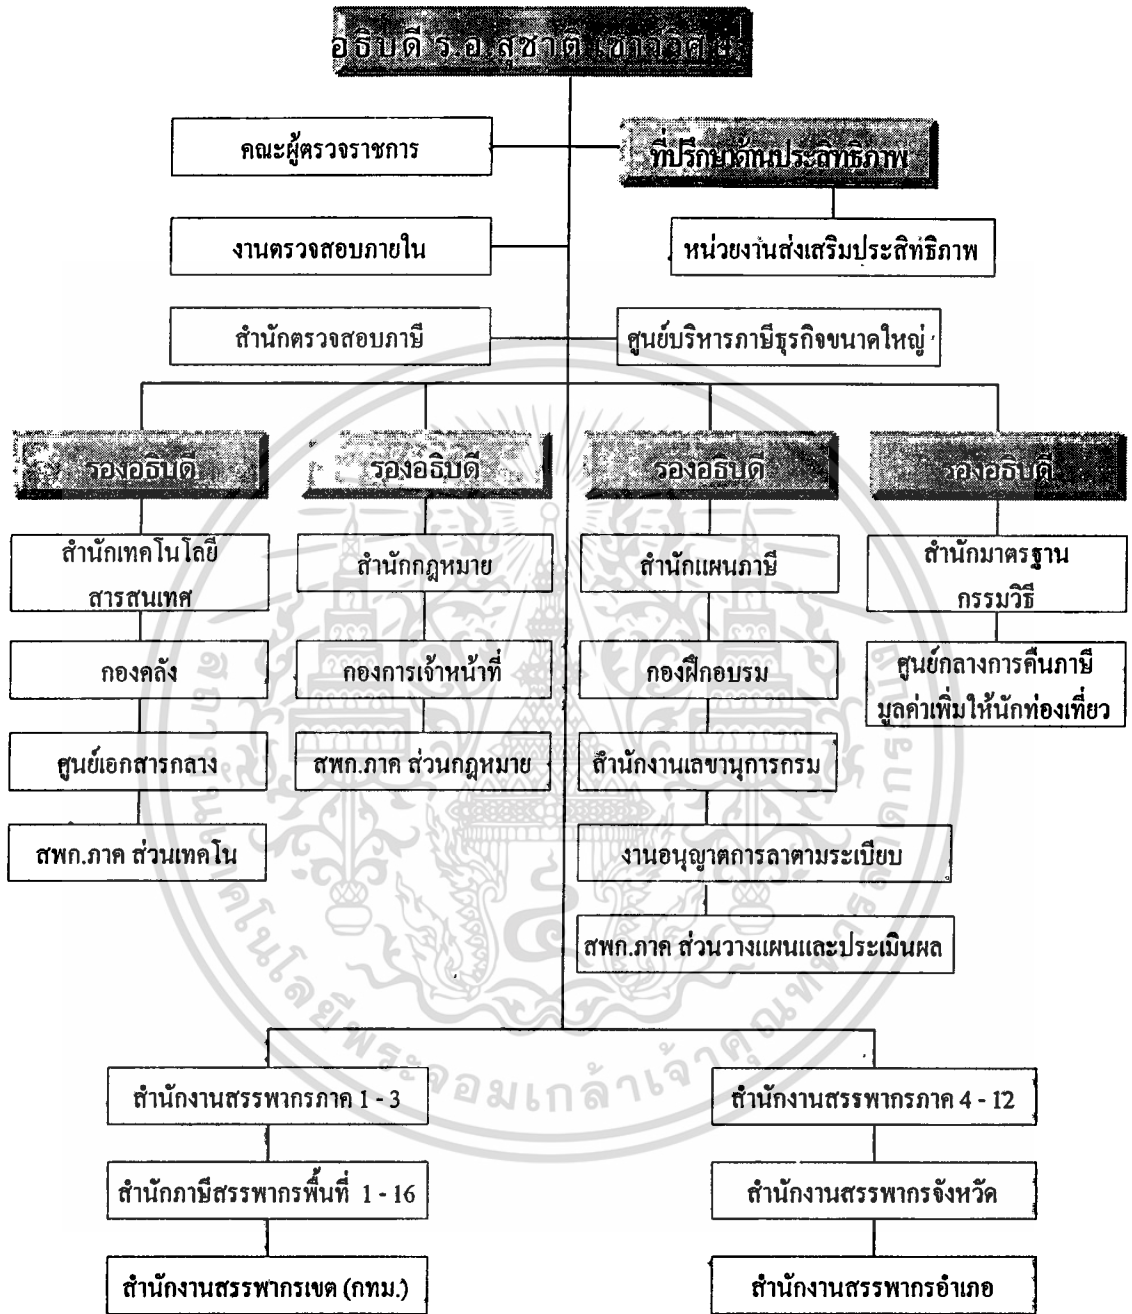 อธิบดี ร.อ.สุชาติ
คณะผู้ตรวจราชการ
ที่ปรึกษาด้านประสิทธิภาพ
งานตรวจสอบภายใน
หน่วยงานส่งเสริมประสิทธิภาพ
สำนักตรวจสอบภาษี
ศูนย์บริหารภาษีธุรกิจขนาดใหญ่
รองอธิบดี
รองอธิบดี
รองอธิบดี
รองอธิบดี
สำนักเทคโนโลยี
สารสนเทศ
สำนักกฎหมาย
สำนักแผนภาษี
สำนักมาตรฐาน
กรรมวิธี
กองคลัง
กองการเจ้าหน้าที่
กองฝึกอบรม
ศูนย์กลางการคืนภาษี
มูลค่าเพิ่มให้นักท่องเที่ยว
ศูนย์เอกสารกลาง
สพก.ภาค ส่วนกฎหมาย
สำนักงานเลขานุการกรม
สพก.ภาค ส่วนเทคโน
งานอนุญาตการลาตามระเบียบ
สพก.ภาค ส่วนวางแผนและประเมินผล
สำนักงานสรรพากรภาค 1 - 3
สำนักงานสรรพากรภาค 4 - 12
สำนักภาษีสรรพากรพื้นที่ 1 - 16
สำนักงานสรรพากรจังหวัด
สำนักงานสรรพากรเขต (กทม.)
สำนักงานสรรพากรอำเภอ